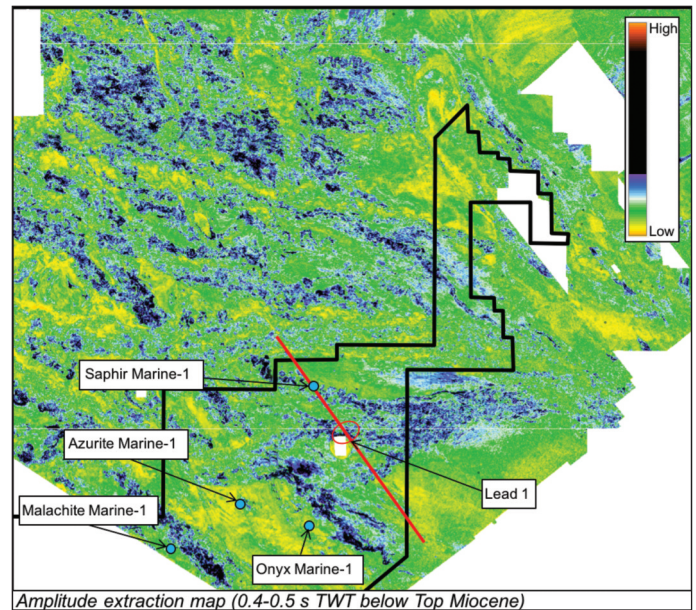 High
Low
Saphir Marine-1
Azurite Marine-1
Lead 1
Malachite Marine-1
Onyx Marine-1
Amplitude extraction map (0.4-0.5 s TWT below Top Miocene)